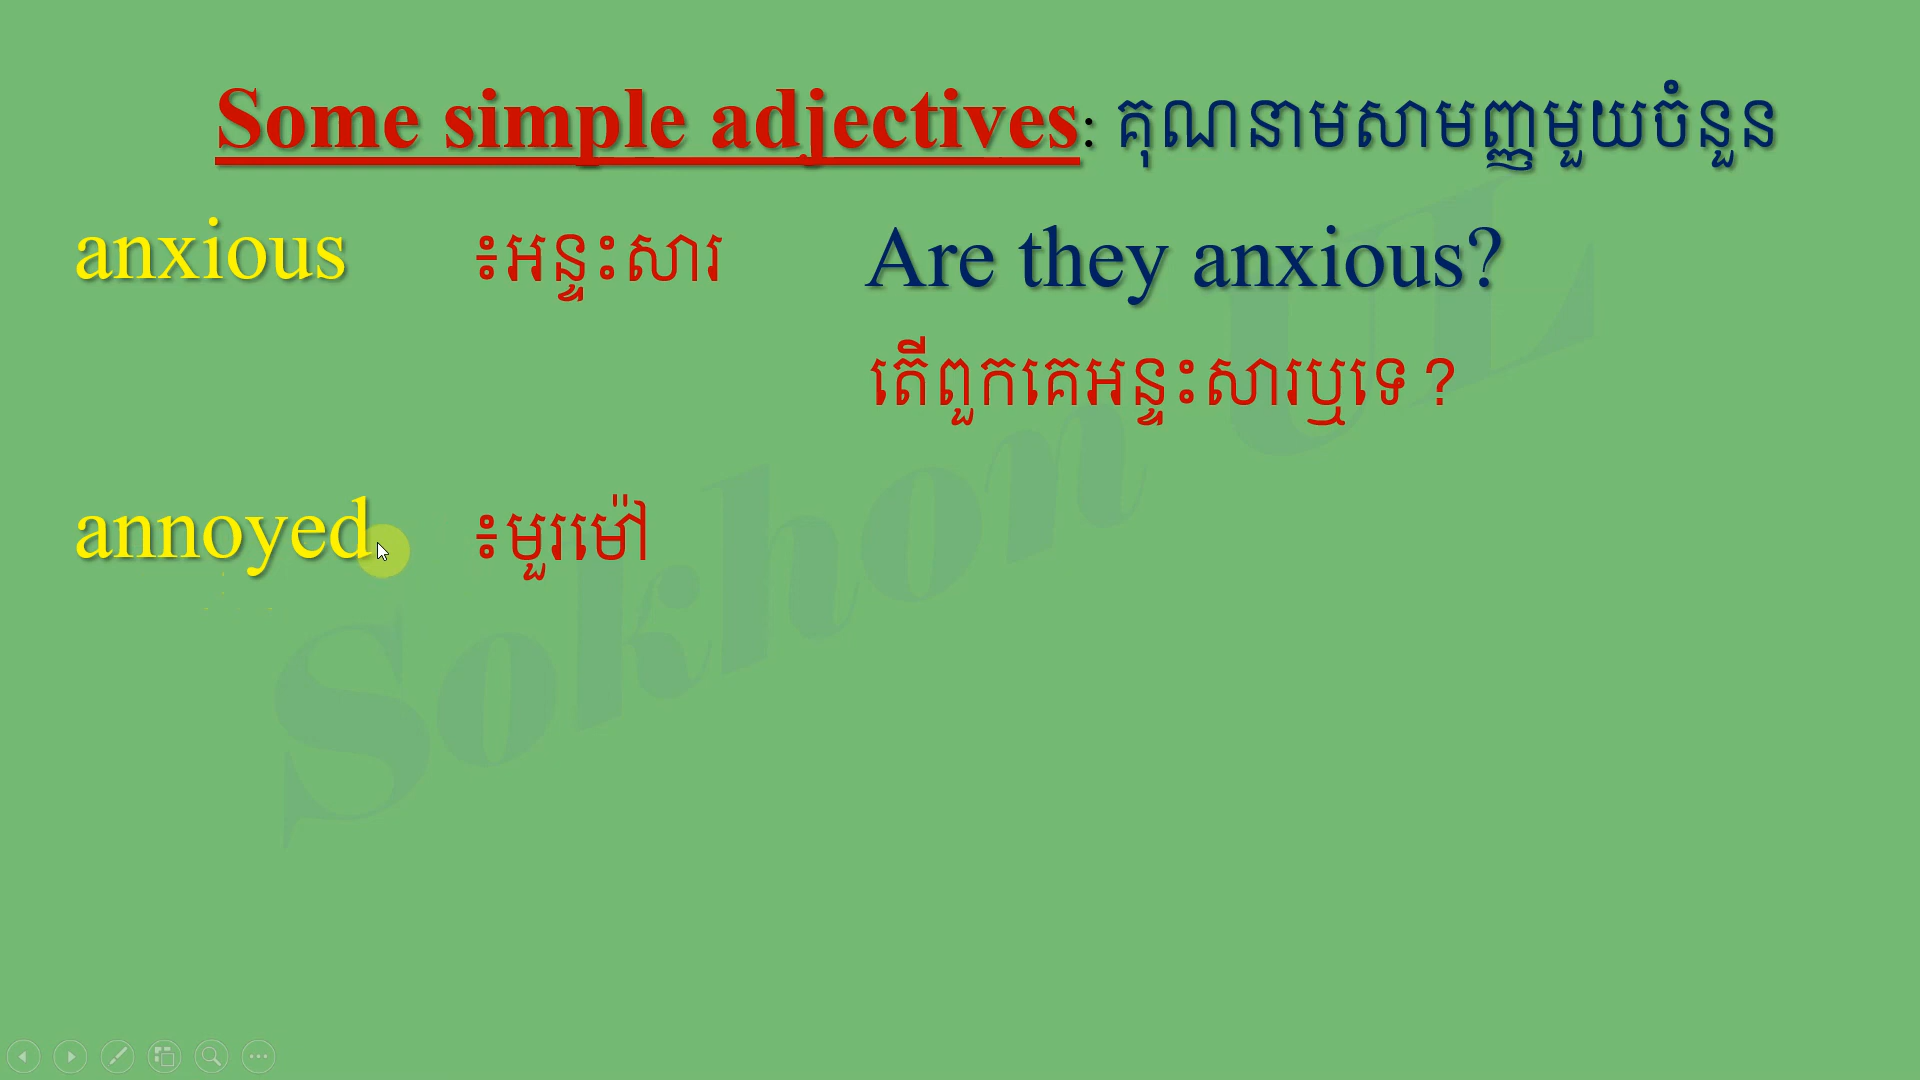 Some simple adjectives: គុណនាមសាមញ្ញមួយចំនួន
anxious ៖អន្ទះសារ Are they anxious?
តើពួកគេអន្ទះសារឬទេ ?
annoyed ៖មួរម៉ៅ
Sokhon UL